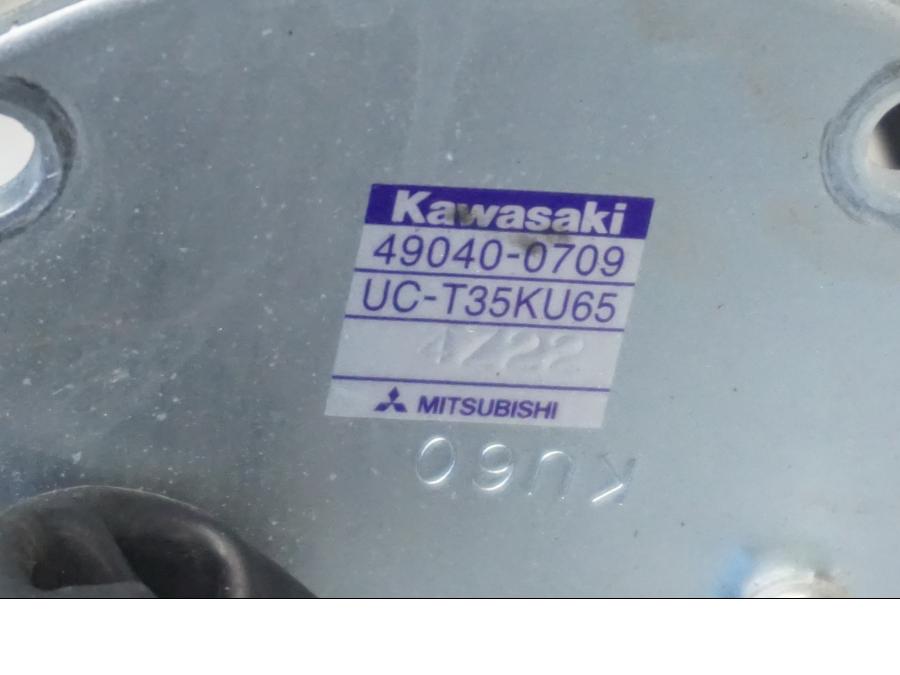 Kawasaki
49040-0709
UC-T35KU65
4Z22
MITSUBISHI
KU60